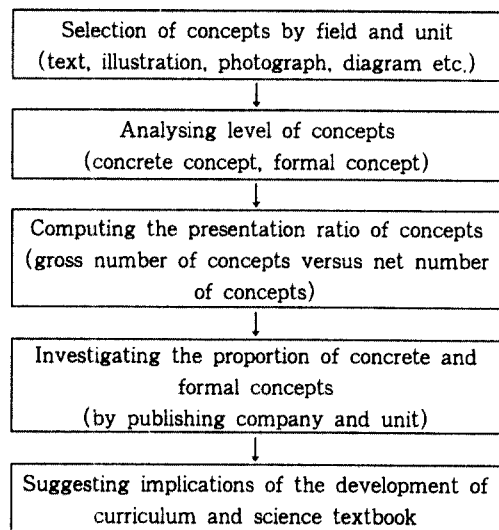 Selection of concepts by field and unit
(text, illustration, photograph, diagram etc.)
Analysing level of concepts
(concrete concept, formal concept)
Computing the presentation ratio of concepts
(gross number of concepts versus net number
of concepts)
Investigating the proportion of concrete and
formal concepts
(by publishing company and unit)
Suggesting implications of the development of
curriculum and science textbook